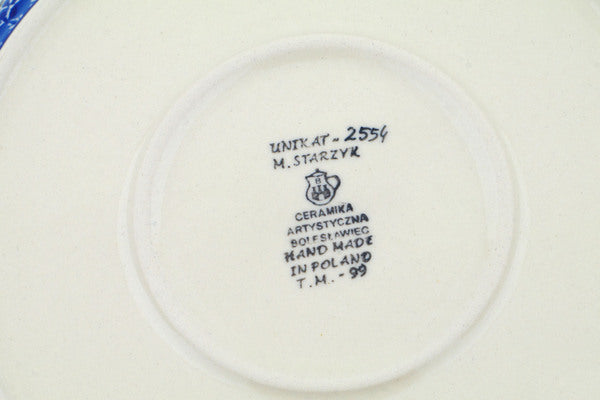 UNIKAT - 2554
M. STARZYK
CERAMIKA
ARTYSTYCZNA
BOLESŁAWIEC
HAND MADE
IN POLAND
T.M. - 99